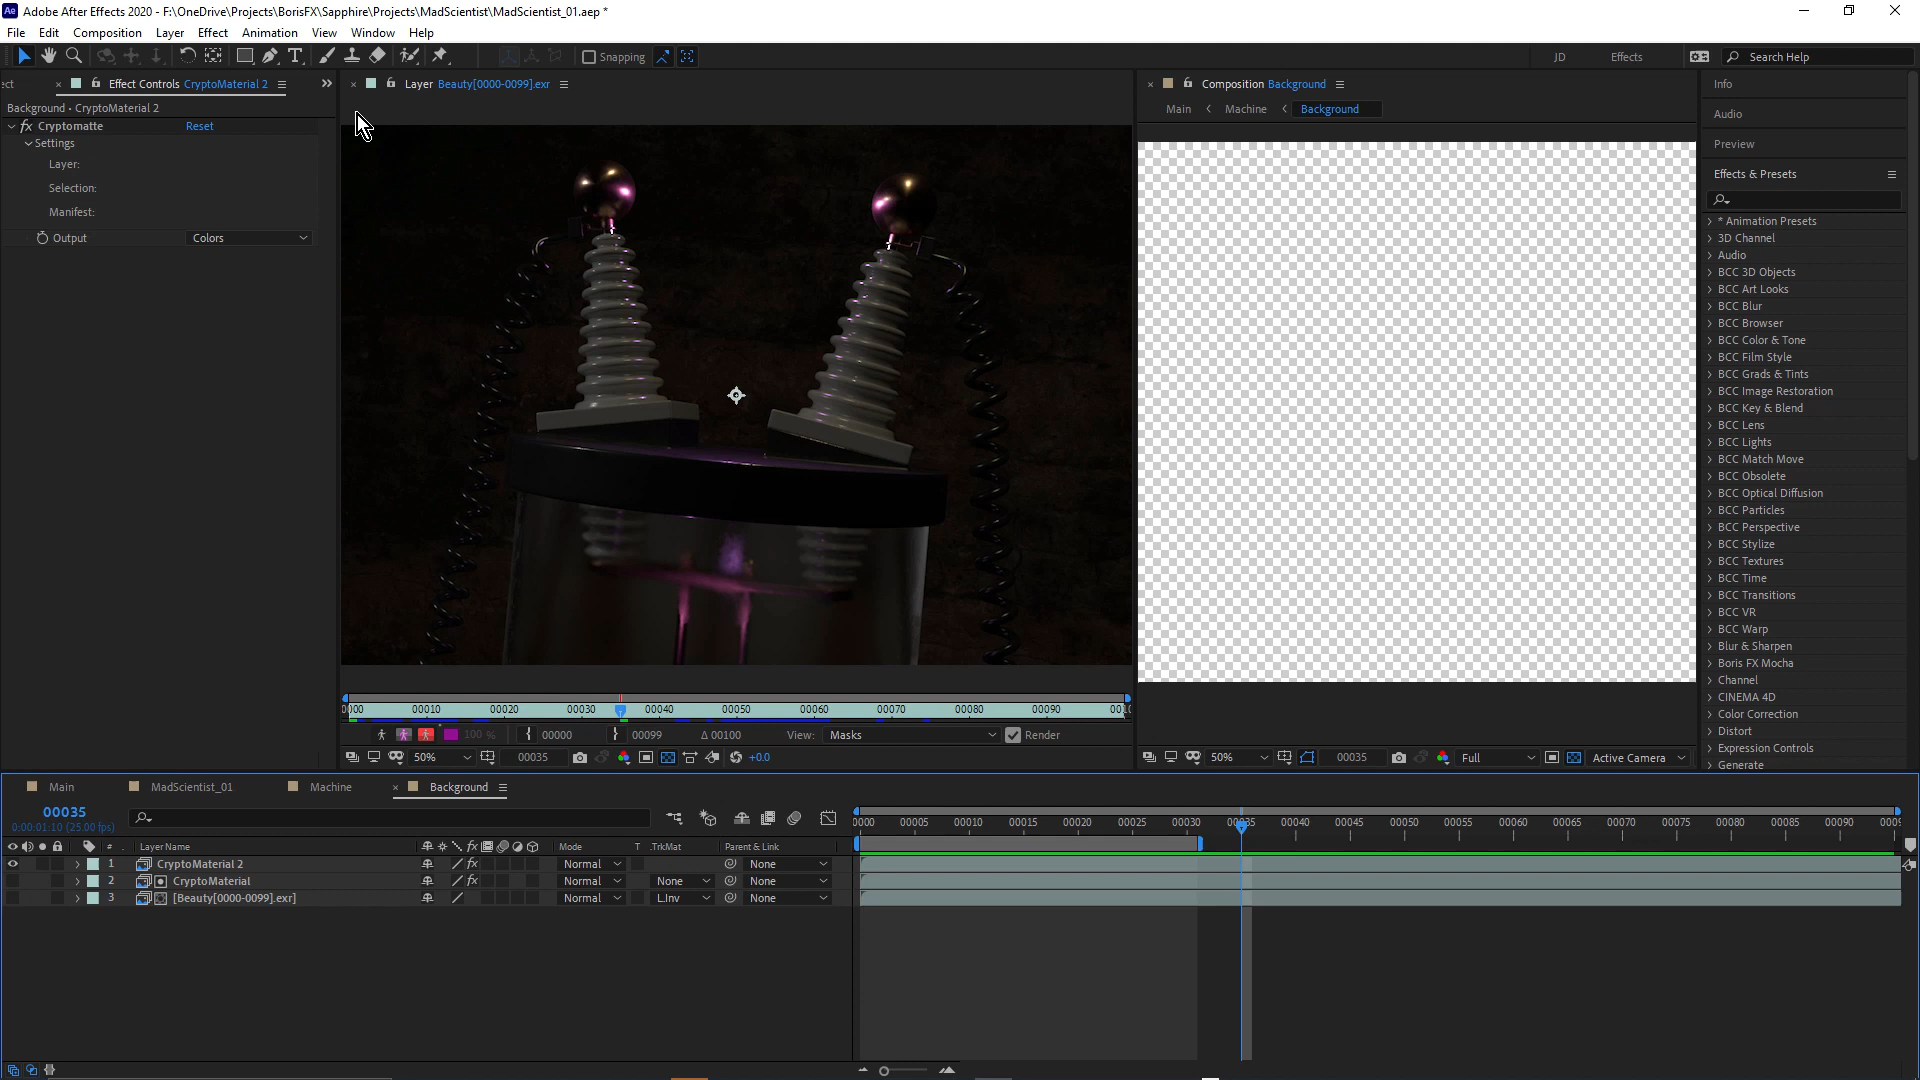 Ae Adobe After Effects 2020 - F:\OneDrive\Projects\BorisFX\Sapphire\Projects\MadScientist\MadScientist_01.aep *
File Edit Composition Layer Effect Animation View Window Help
Snapping JD Effects Search Help
ect × Effect Controls CryptoMaterial 2 »
Background • CryptoMaterial 2
fx Cryptomatte Reset
Settings
Layer:
Selection:
Manifest:
Output Colors
× Layer Beauty[0000-0099].exr
00010 00020 00030 00040 00050 00060 00070 00080 00090
100 % 00000 00099 Δ 00100 View: Masks Render
50% 00035 +0.0
× Composition Background
Main < Machine < Background
50% 00035 Full Active Camera
Info
Audio
Preview
Effects & Presets
* Animation Presets
3D Channel
Audio
BCC 3D Objects
BCC Art Looks
BCC Blur
BCC Browser
BCC Color & Tone
BCC Film Style
BCC Grads & Tints
BCC Image Restoration
BCC Key & Blend
BCC Lens
BCC Lights
BCC Match Move
BCC Obsolete
BCC Optical Diffusion
BCC Particles
BCC Perspective
BCC Stylize
BCC Textures
BCC Time
BCC Transitions
BCC VR
BCC Warp
Blur & Sharpen
Boris FX Mocha
Channel
CINEMA 4D
Color Correction
Distort
Expression Controls
Generate
Main MadScientist_01 Machine × Background
00035
0:00:01:10 (25.00 fps)
0000 00005 00010 00015 00020 00025 00030 00035 00040 00045 00050 00055 00060 00065 00070 00075 00080 00085 00090 0009
# Layer Name fx Mode T .TrkMat Parent & Link
1 CryptoMaterial 2 fx Normal None
2 CryptoMaterial fx Normal None None
3 [Beauty[0000-0099].exr] Normal L.Inv None